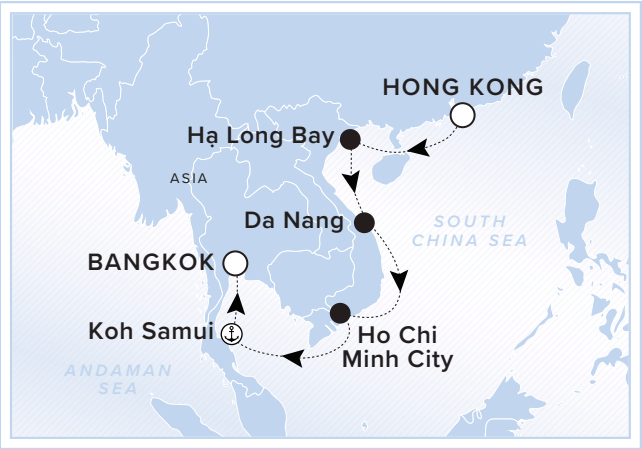 HONG KONG
Hạ Long Bay
ASIA
Da Nang
SOUTH
CHINA SEA
BANGKOK
Koh Samui
Ho Chi
Minh City
ANDAMAN
SEA